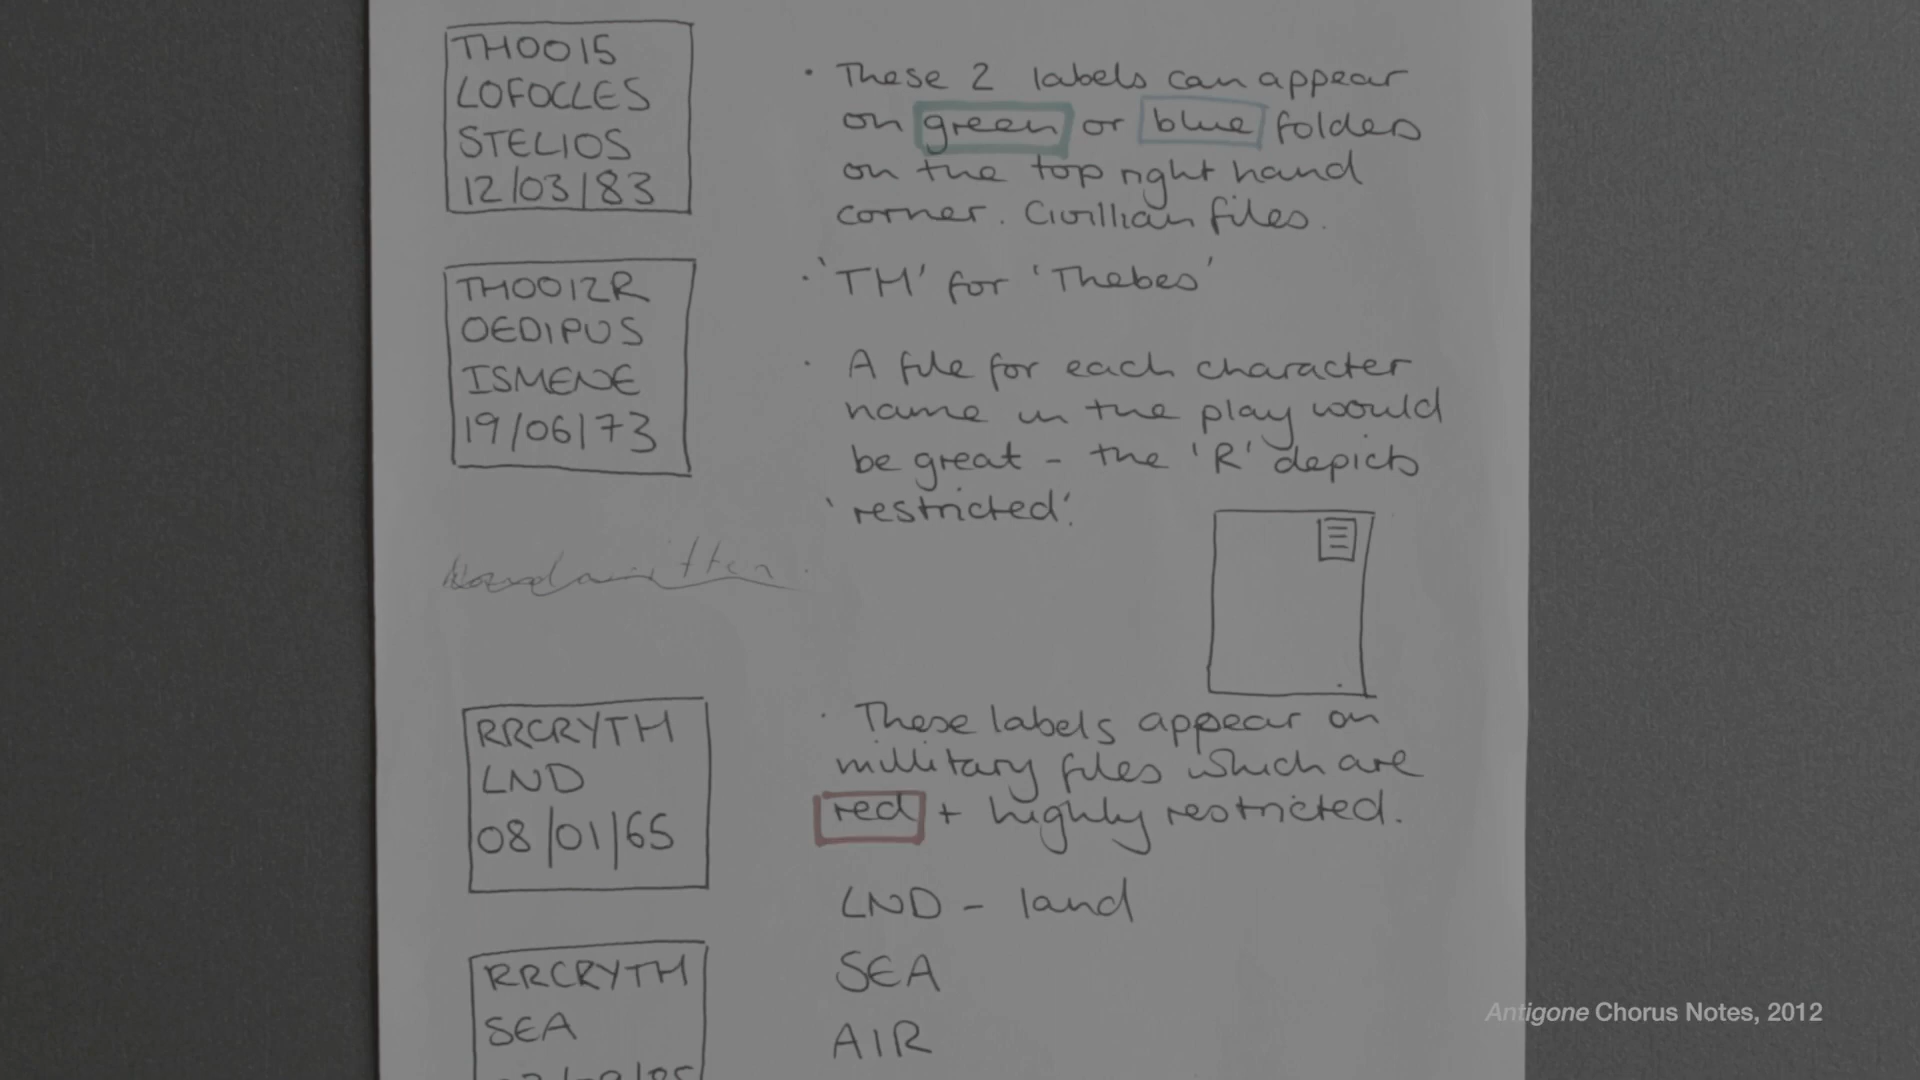 TH0015
LOFOCLES
STELIOS
12/03/83
· These 2 labels can appear
on green or blue folders
on the top right hand
corner. Civillian files.
TH0012R
OEDIPUS
ISMENE
19/06/73
· 'TH' for 'Thebes'
· A file for each character
name in the play would
be great - the 'R' depicts
'restricted'.
Handwritten.
RRCRYTH
LND
08/01/65
· These labels appear on
millitary files which are
red + highly restricted.
LND - land
SEA
AIR
RRCRYTH
SEA
Antigone Chorus Notes, 2012